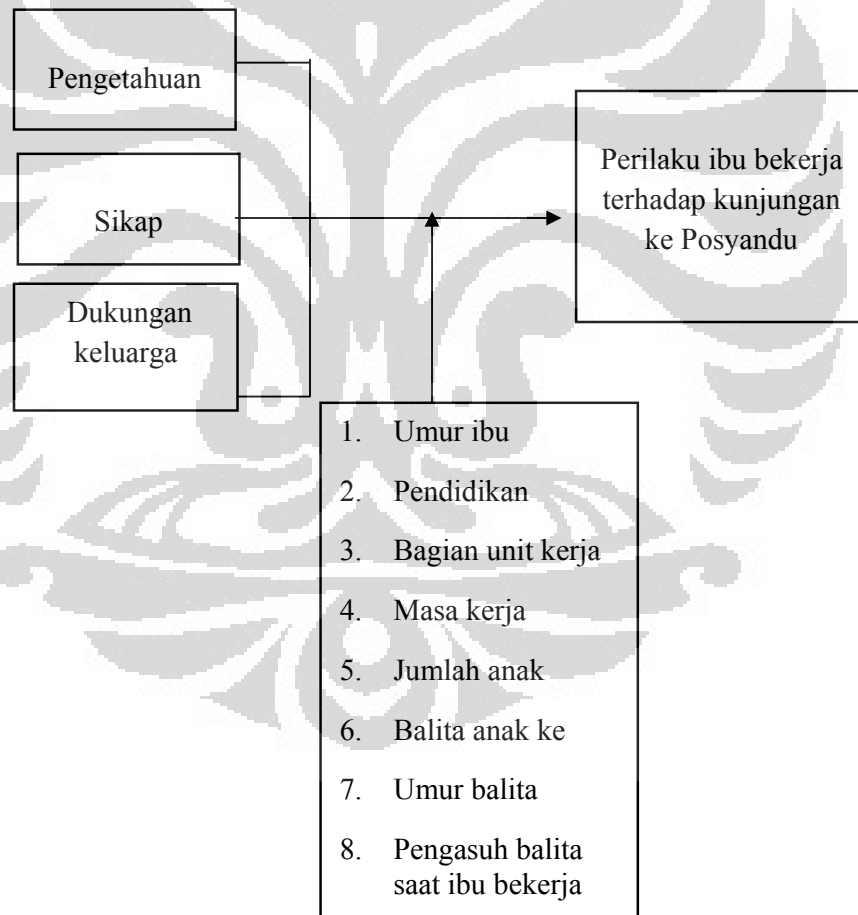 Pengetahuan
Sikap
Dukungan
keluarga
Perilaku ibu bekerja
terhadap kunjungan
ke Posyandu
1. Umur ibu
2. Pendidikan
3. Bagian unit kerja
4. Masa kerja
5. Jumlah anak
6. Balita anak ke
7. Umur balita
8. Pengasuh balita
saat ibu bekerja